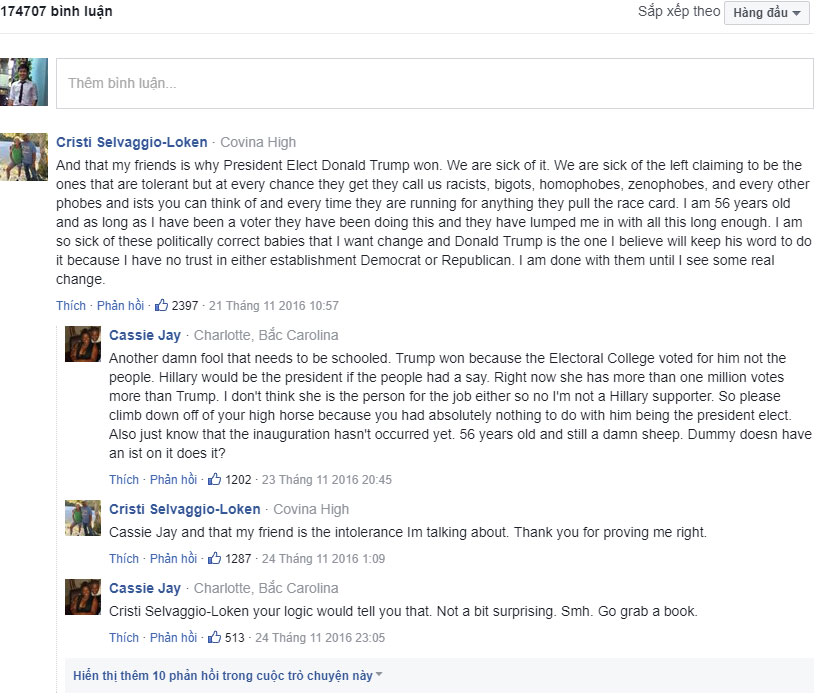 174707 bình luận
Sắp xếp theo Hàng đầu
Thêm bình luận...
Cristi Selvaggio-Loken · Covina High
And that my friends is why President Elect Donald Trump won. We are sick of it. We are sick of the left claiming to be the
ones that are tolerant but at every chance they get they call us racists, bigots, homophobes, zenophobes, and every other
phobes and ists you can think of and every time they are running for anything they pull the race card. I am 56 years old
and as long as I have been a voter they have been doing this and they have lumped me in with all this long enough. I am
so sick of these politically correct babies that I want change and Donald Trump is the one I believe will keep his word to do
it because I have no trust in either establishment Democrat or Republican. I am done with them until I see some real
change.
Thích · Phản hồi · 2397 · 21 Tháng 11 2016 10:57
Cassie Jay · Charlotte, Bắc Carolina
Another damn fool that needs to be schooled. Trump won because the Electoral College voted for him not the
people. Hillary would be the president if the people had a say. Right now she has more than one million votes
more than Trump. I don't think she is the person for the job either so no I'm not a Hillary supporter. So please
climb down off of your high horse because you had absolutely nothing to do with him being the president elect.
Also just know that the inauguration hasn't occurred yet. 56 years old and still a damn sheep. Dummy doesn have
an ist on it does it?
Thích · Phản hồi · 1202 · 23 Tháng 11 2016 20:45
Cristi Selvaggio-Loken · Covina High
Cassie Jay and that my friend is the intolerance Im talking about. Thank you for proving me right.
Thích · Phản hồi · 1287 · 24 Tháng 11 2016 1:09
Cassie Jay · Charlotte, Bắc Carolina
Cristi Selvaggio-Loken your logic would tell you that. Not a bit surprising. Smh. Go grab a book.
Thích · Phản hồi · 513 · 24 Tháng 11 2016 23:05
Hiển thị thêm 10 phản hồi trong cuộc trò chuyện này